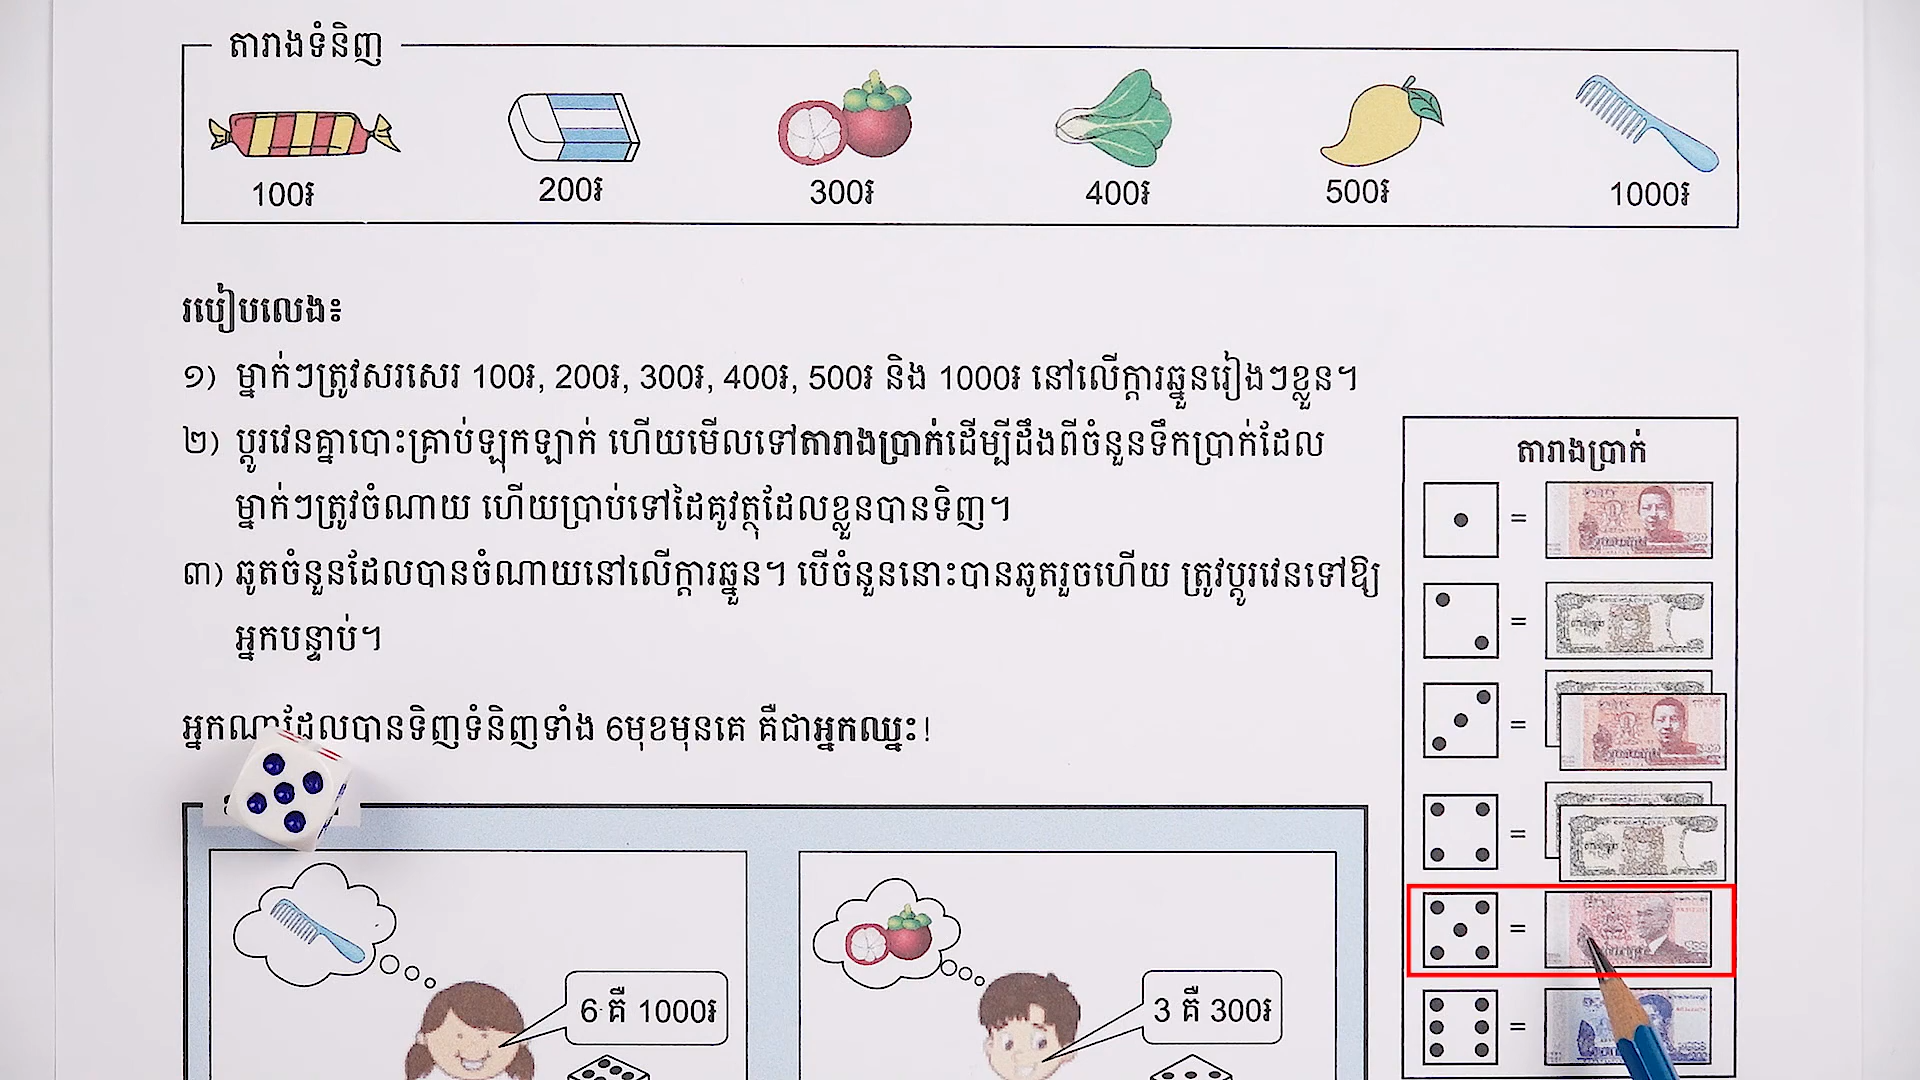 តារាងទំនិញ
100៛ 200៛ 300៛ 400៛ 500៛ 1000៛
របៀបលេង៖
១) ម្នាក់ៗត្រូវសរសេរ 100៛, 200៛, 300៛, 400៛, 500៛ និង 1000៛ នៅលើក្ដារឆ្នួនរៀងៗខ្លួន។
២) ប្ដូរវេនគ្នាបោះគ្រាប់ឡុកឡាក់ ហើយមើលទៅតារាងប្រាក់ដើម្បីដឹងពីចំនួនទឹកប្រាក់ដែល
ម្នាក់ៗត្រូវចំណាយ ហើយប្រាប់ទៅដៃគូវត្ថុដែលខ្លួនបានទិញ។
៣) ឆូតចំនួនដែលបានចំណាយនៅលើក្ដារឆ្នួន។ បើចំនួននោះបានឆូតរួចហើយ ត្រូវប្ដូរវេនទៅឱ្យ
អ្នកបន្ទាប់។
អ្នកណាដែលបានទិញទំនិញទាំង 6មុខមុនគេ គឺជាអ្នកឈ្នះ!
តារាងប្រាក់
=
=
=
=
=
=
6 គឺ 1000៛
3 គឺ 300៛